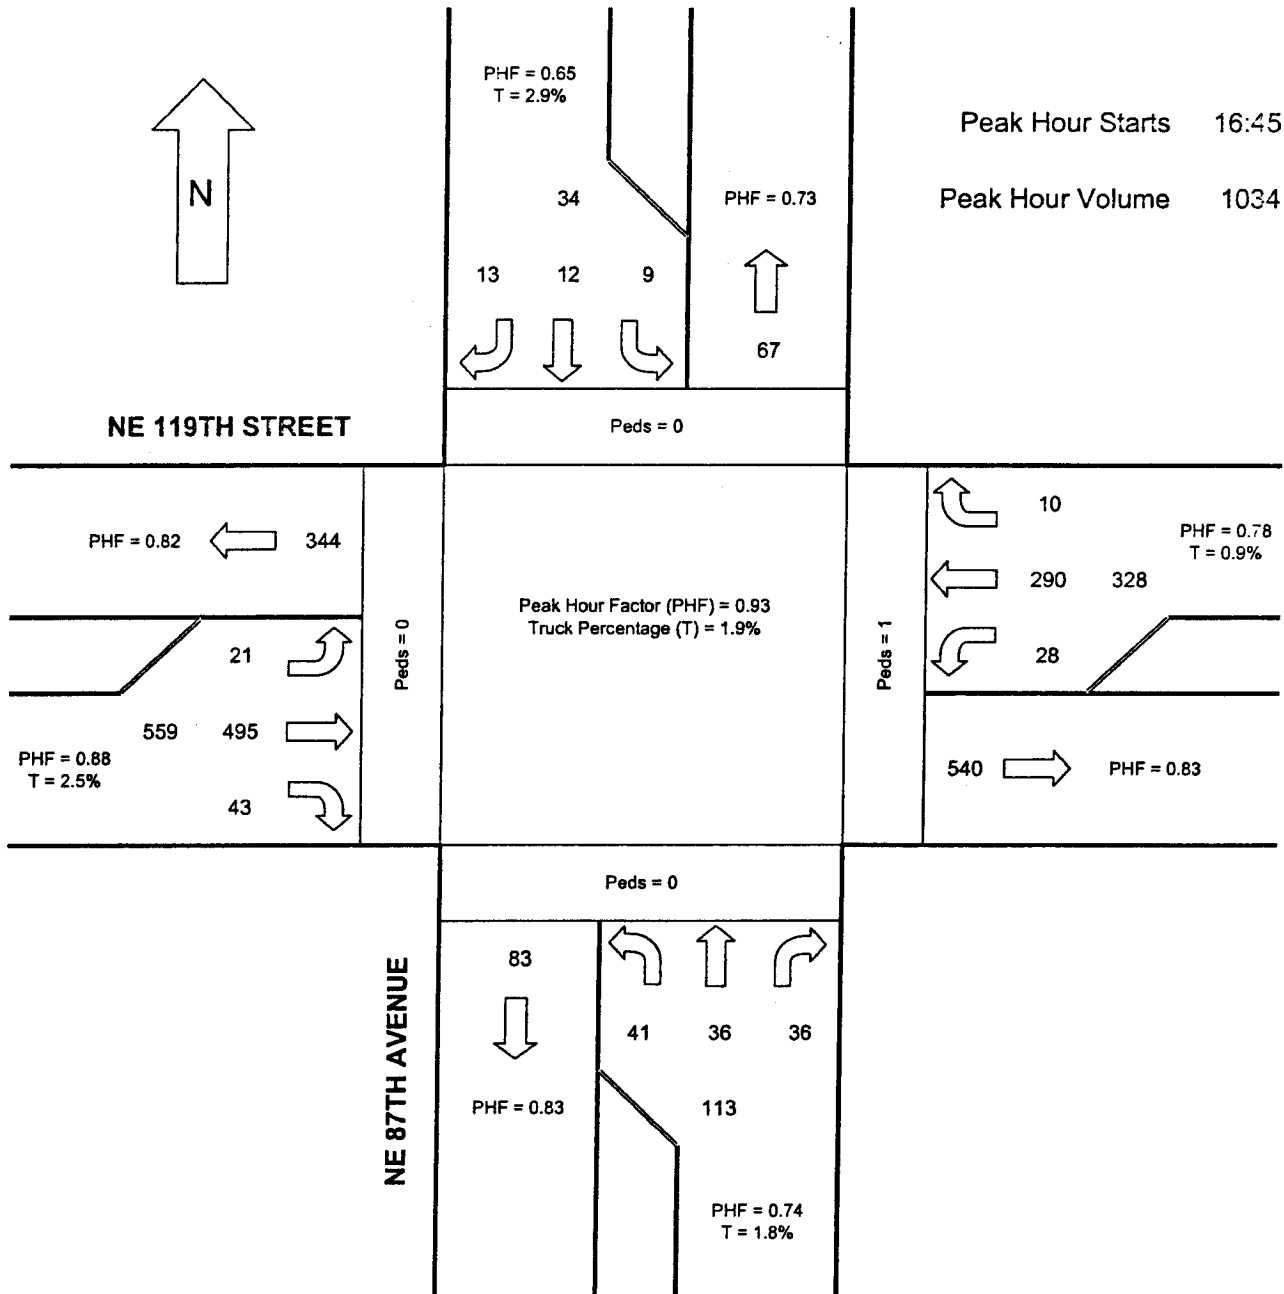 PHF = 0.65
T = 2.9%
Peak Hour Starts 16:45
N
34
PHF = 0.73
Peak Hour Volume 1034
13 12 9
67
NE 119TH STREET
Peds = 0
PHF = 0.82 344
10
PHF = 0.78
T = 0.9%
290 328
28
Peak Hour Factor (PHF) = 0.93
Truck Percentage (T) = 1.9%
Peds = 0
Peds = 1
21
559 495
PHF = 0.88
T = 2.5%
43
540 PHF = 0.83
Peds = 0
NE 87TH AVENUE
83
41 36 36
PHF = 0.83
113
PHF = 0.74
T = 1.8%